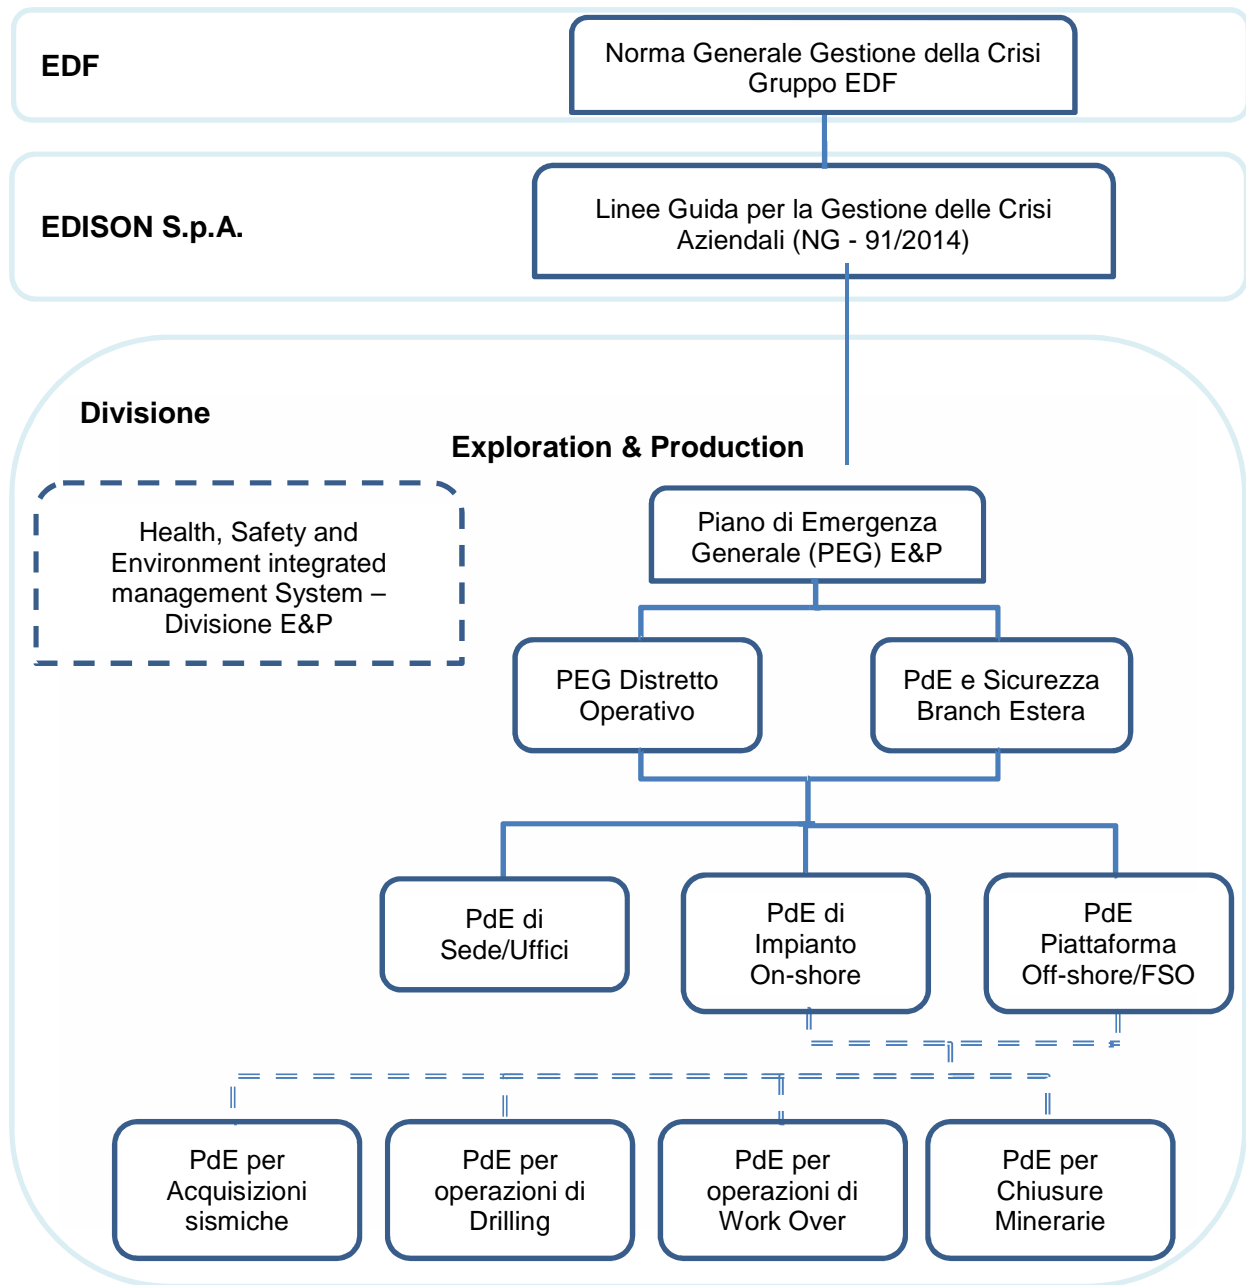 EDF
Norma Generale Gestione della Crisi
Gruppo EDF
EDISON S.p.A.
Linee Guida per la Gestione delle Crisi
Aziendali (NG - 91/2014)
Divisione
Exploration & Production
Health, Safety and
Environment integrated
management System –
Divisione E&P
Piano di Emergenza
Generale (PEG) E&P
PEG Distretto
Operativo
PdE e Sicurezza
Branch Estera
PdE di
Sede/Uffici
PdE di
Impianto
On-shore
PdE
Piattaforma
Off-shore/FSO
PdE per
Acquisizioni
sismiche
PdE per
operazioni di
Drilling
PdE per
operazioni di
Work Over
PdE per
Chiusure
Minerarie